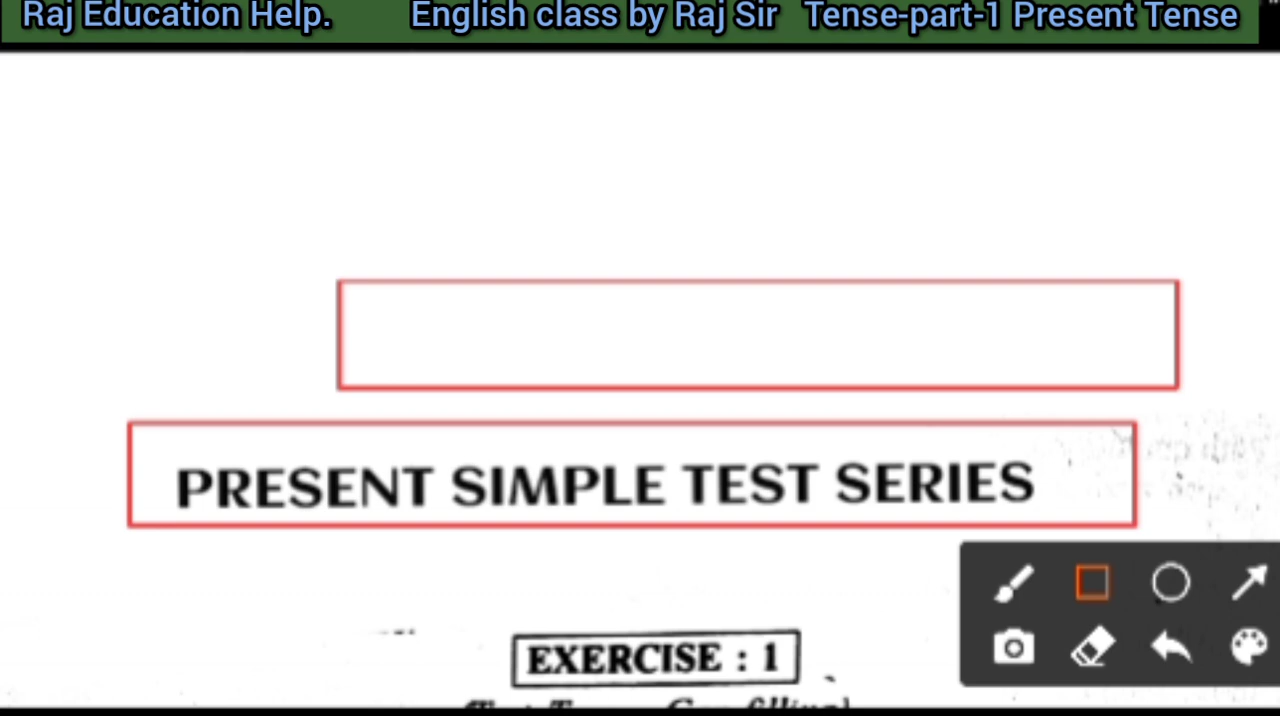 Raj Education Help. English class by Raj Sir Tense-part-1 Present Tense
PRESENT SIMPLE TEST SERIES
EXERCISE : 1